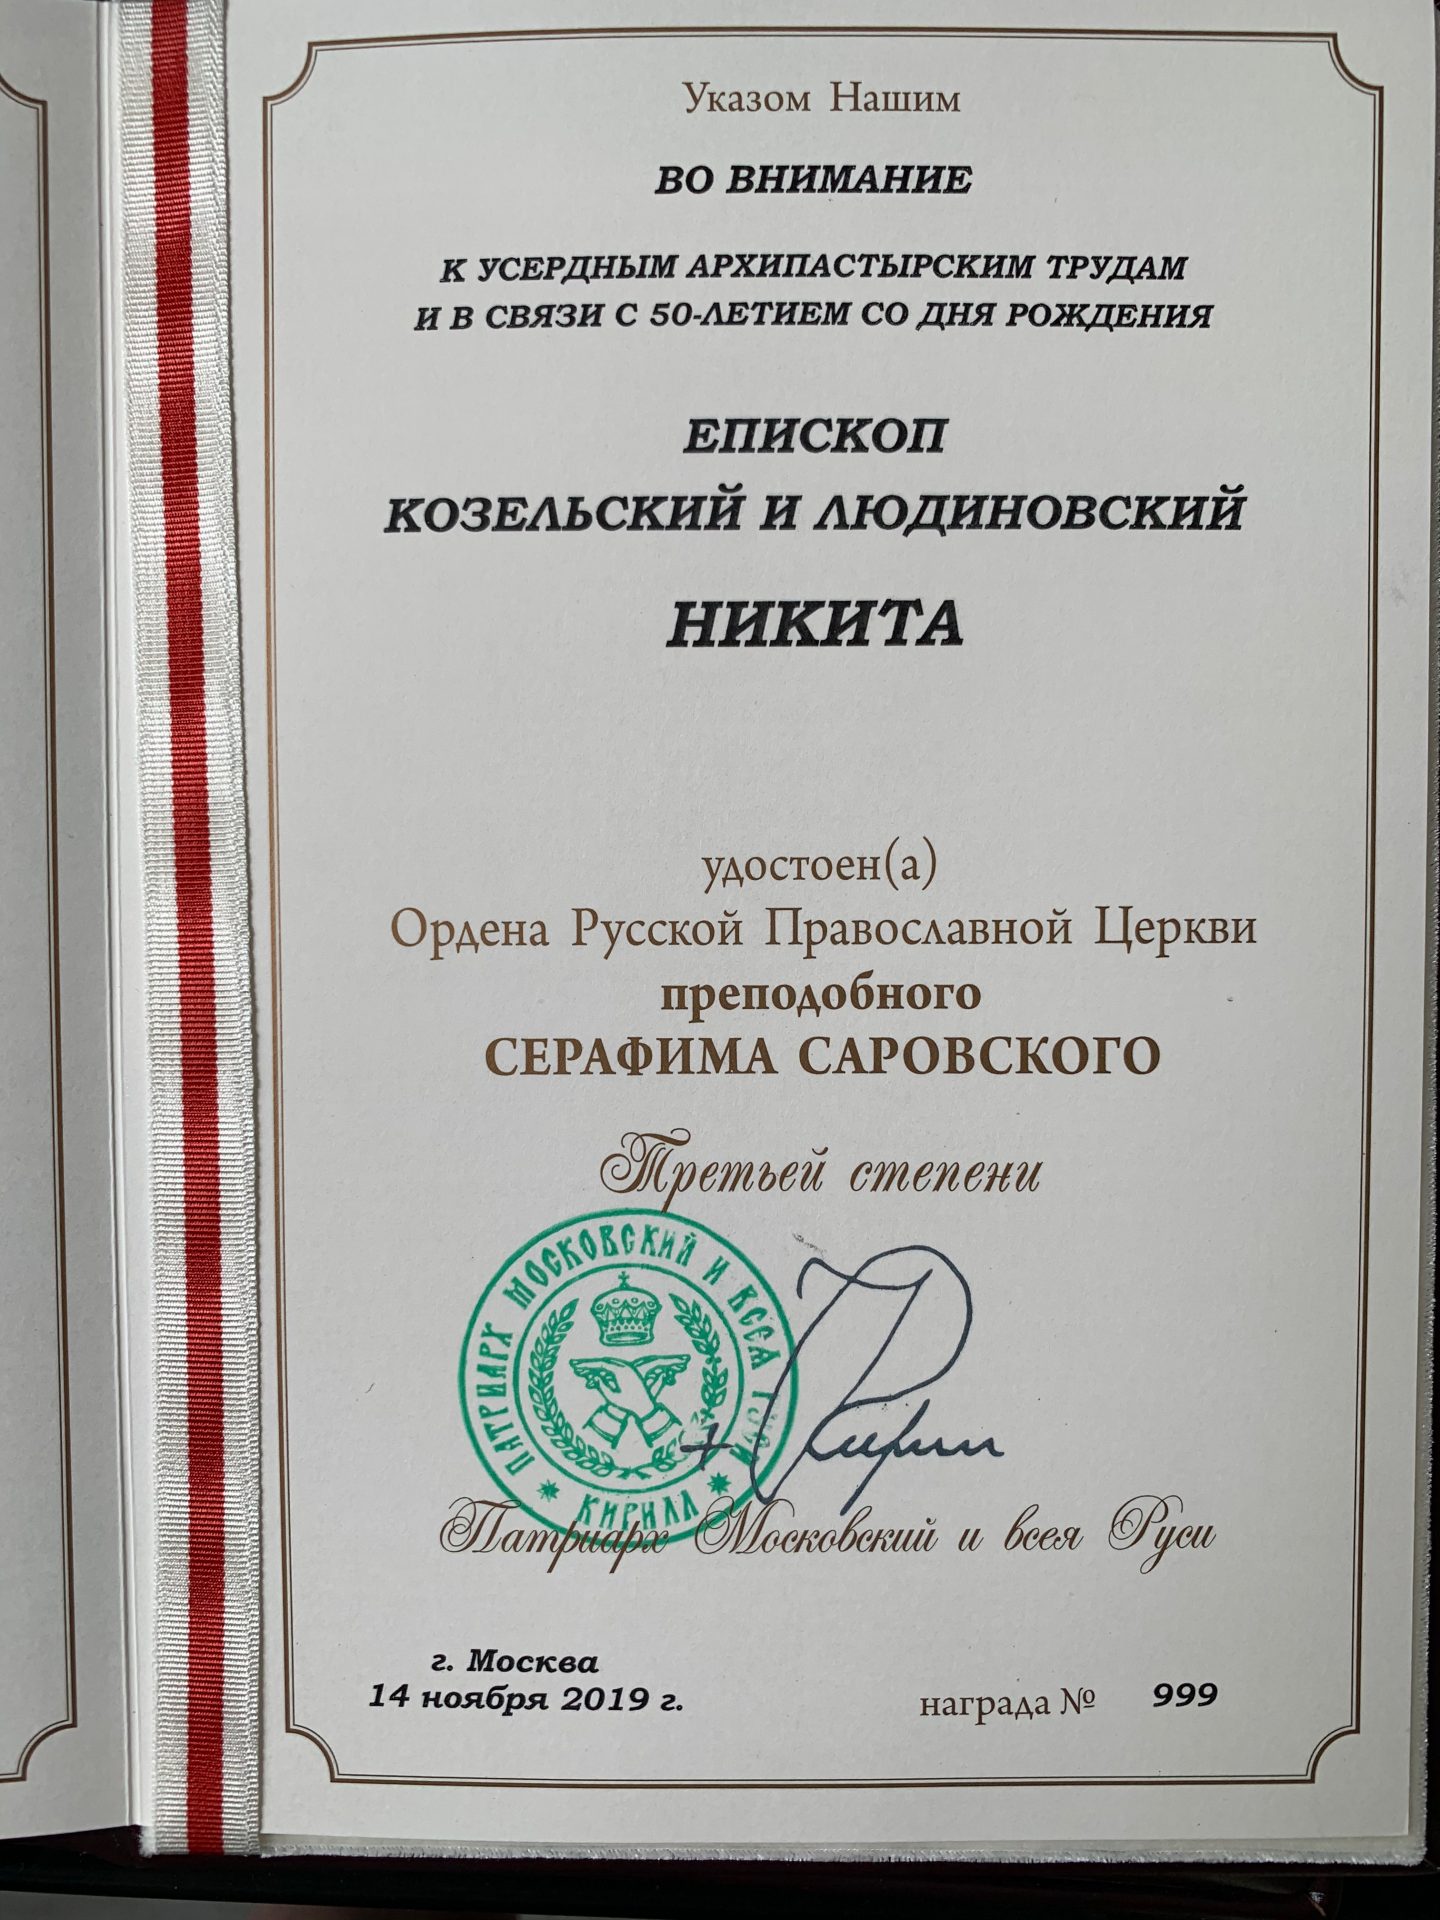 Указом Нашим
ВО ВНИМАНИЕ
К УСЕРДНЫМ АРХИПАСТЫРСКИМ ТРУДАМ
И В СВЯЗИ С 50-ЛЕТИЕМ СО ДНЯ РОЖДЕНИЯ
ЕПИСКОП
КОЗЕЛЬСКИЙ И ЛЮДИНОВСКИЙ
НИКИТА
удостоен(а)
Ордена Русской Православной Церкви
преподобного
СЕРАФИМА САРОВСКОГО
Третьей степени
ПАТРИАРХ МОСКОВСКИЙ И ВСЕЯ РУСИ
КИРИЛЛ
+ Кирилл
Патриарх Московский и всея Руси
г. Москва
14 ноября 2019 г.
награда № 999